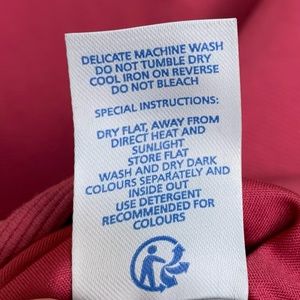 DELICATE MACHINE WASH
DO NOT TUMBLE DRY
COOL IRON ON REVERSE
DO NOT BLEACH
SPECIAL INSTRUCTIONS:
DRY FLAT, AWAY FROM
DIRECT HEAT AND
SUNLIGHT
STORE FLAT
WASH AND DRY DARK
COLOURS SEPARATELY AND
INSIDE OUT
USE DETERGENT
RECOMMENDED FOR
COLOURS